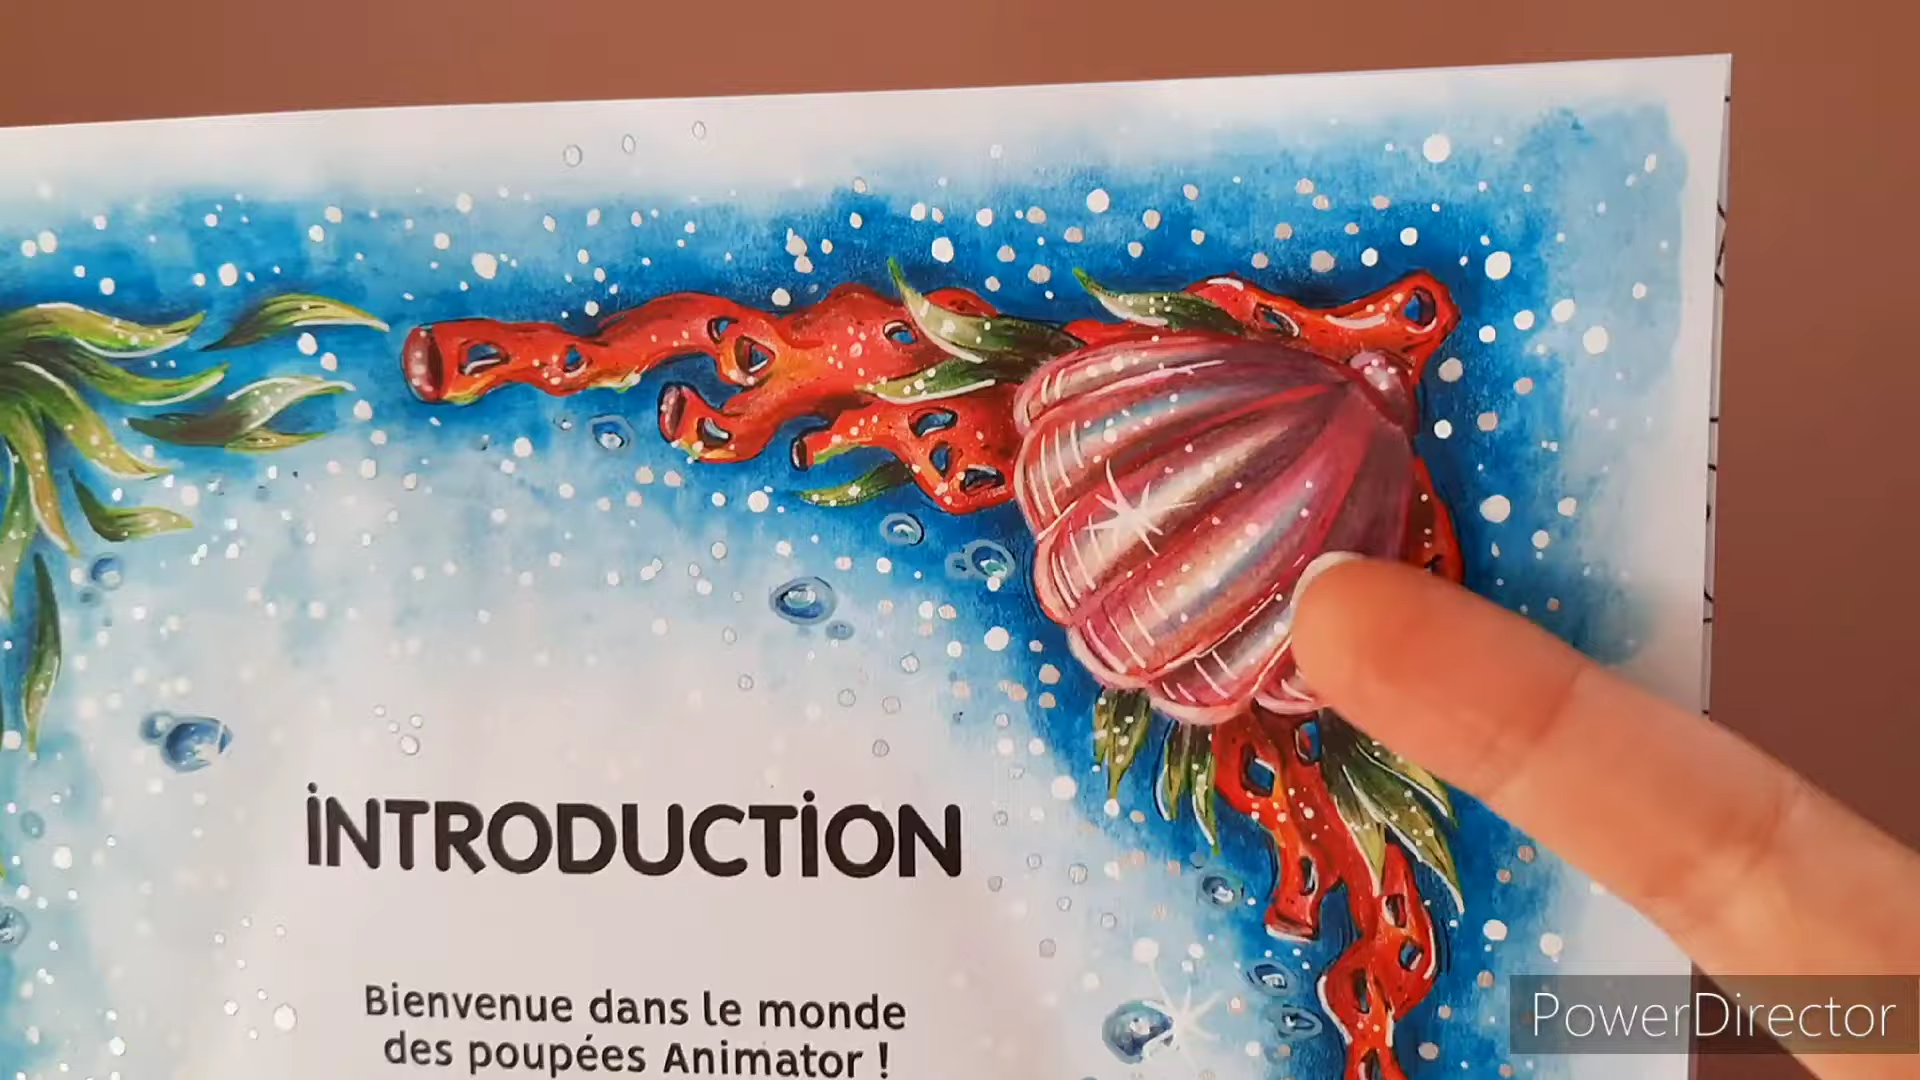 INTRODUCTION
Bienvenue dans le monde
des poupées Animator !
PowerDirector